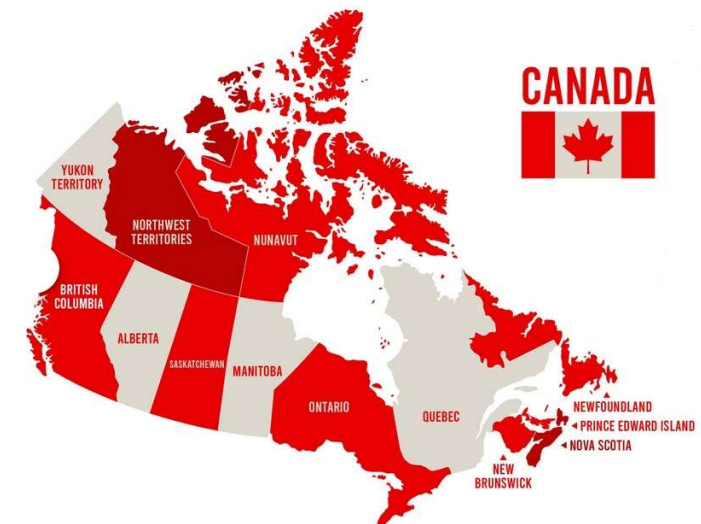 CANADA
YUKON
TERRITORY
NORTHWEST
TERRITORIES
NUNAVUT
BRITISH
COLUMBIA
ALBERTA
SASKATCHEWAN
MANITOBA
ONTARIO
QUEBEC
NEWFOUNDLAND
PRINCE EDWARD ISLAND
NOVA SCOTIA
NEW
BRUNSWICK